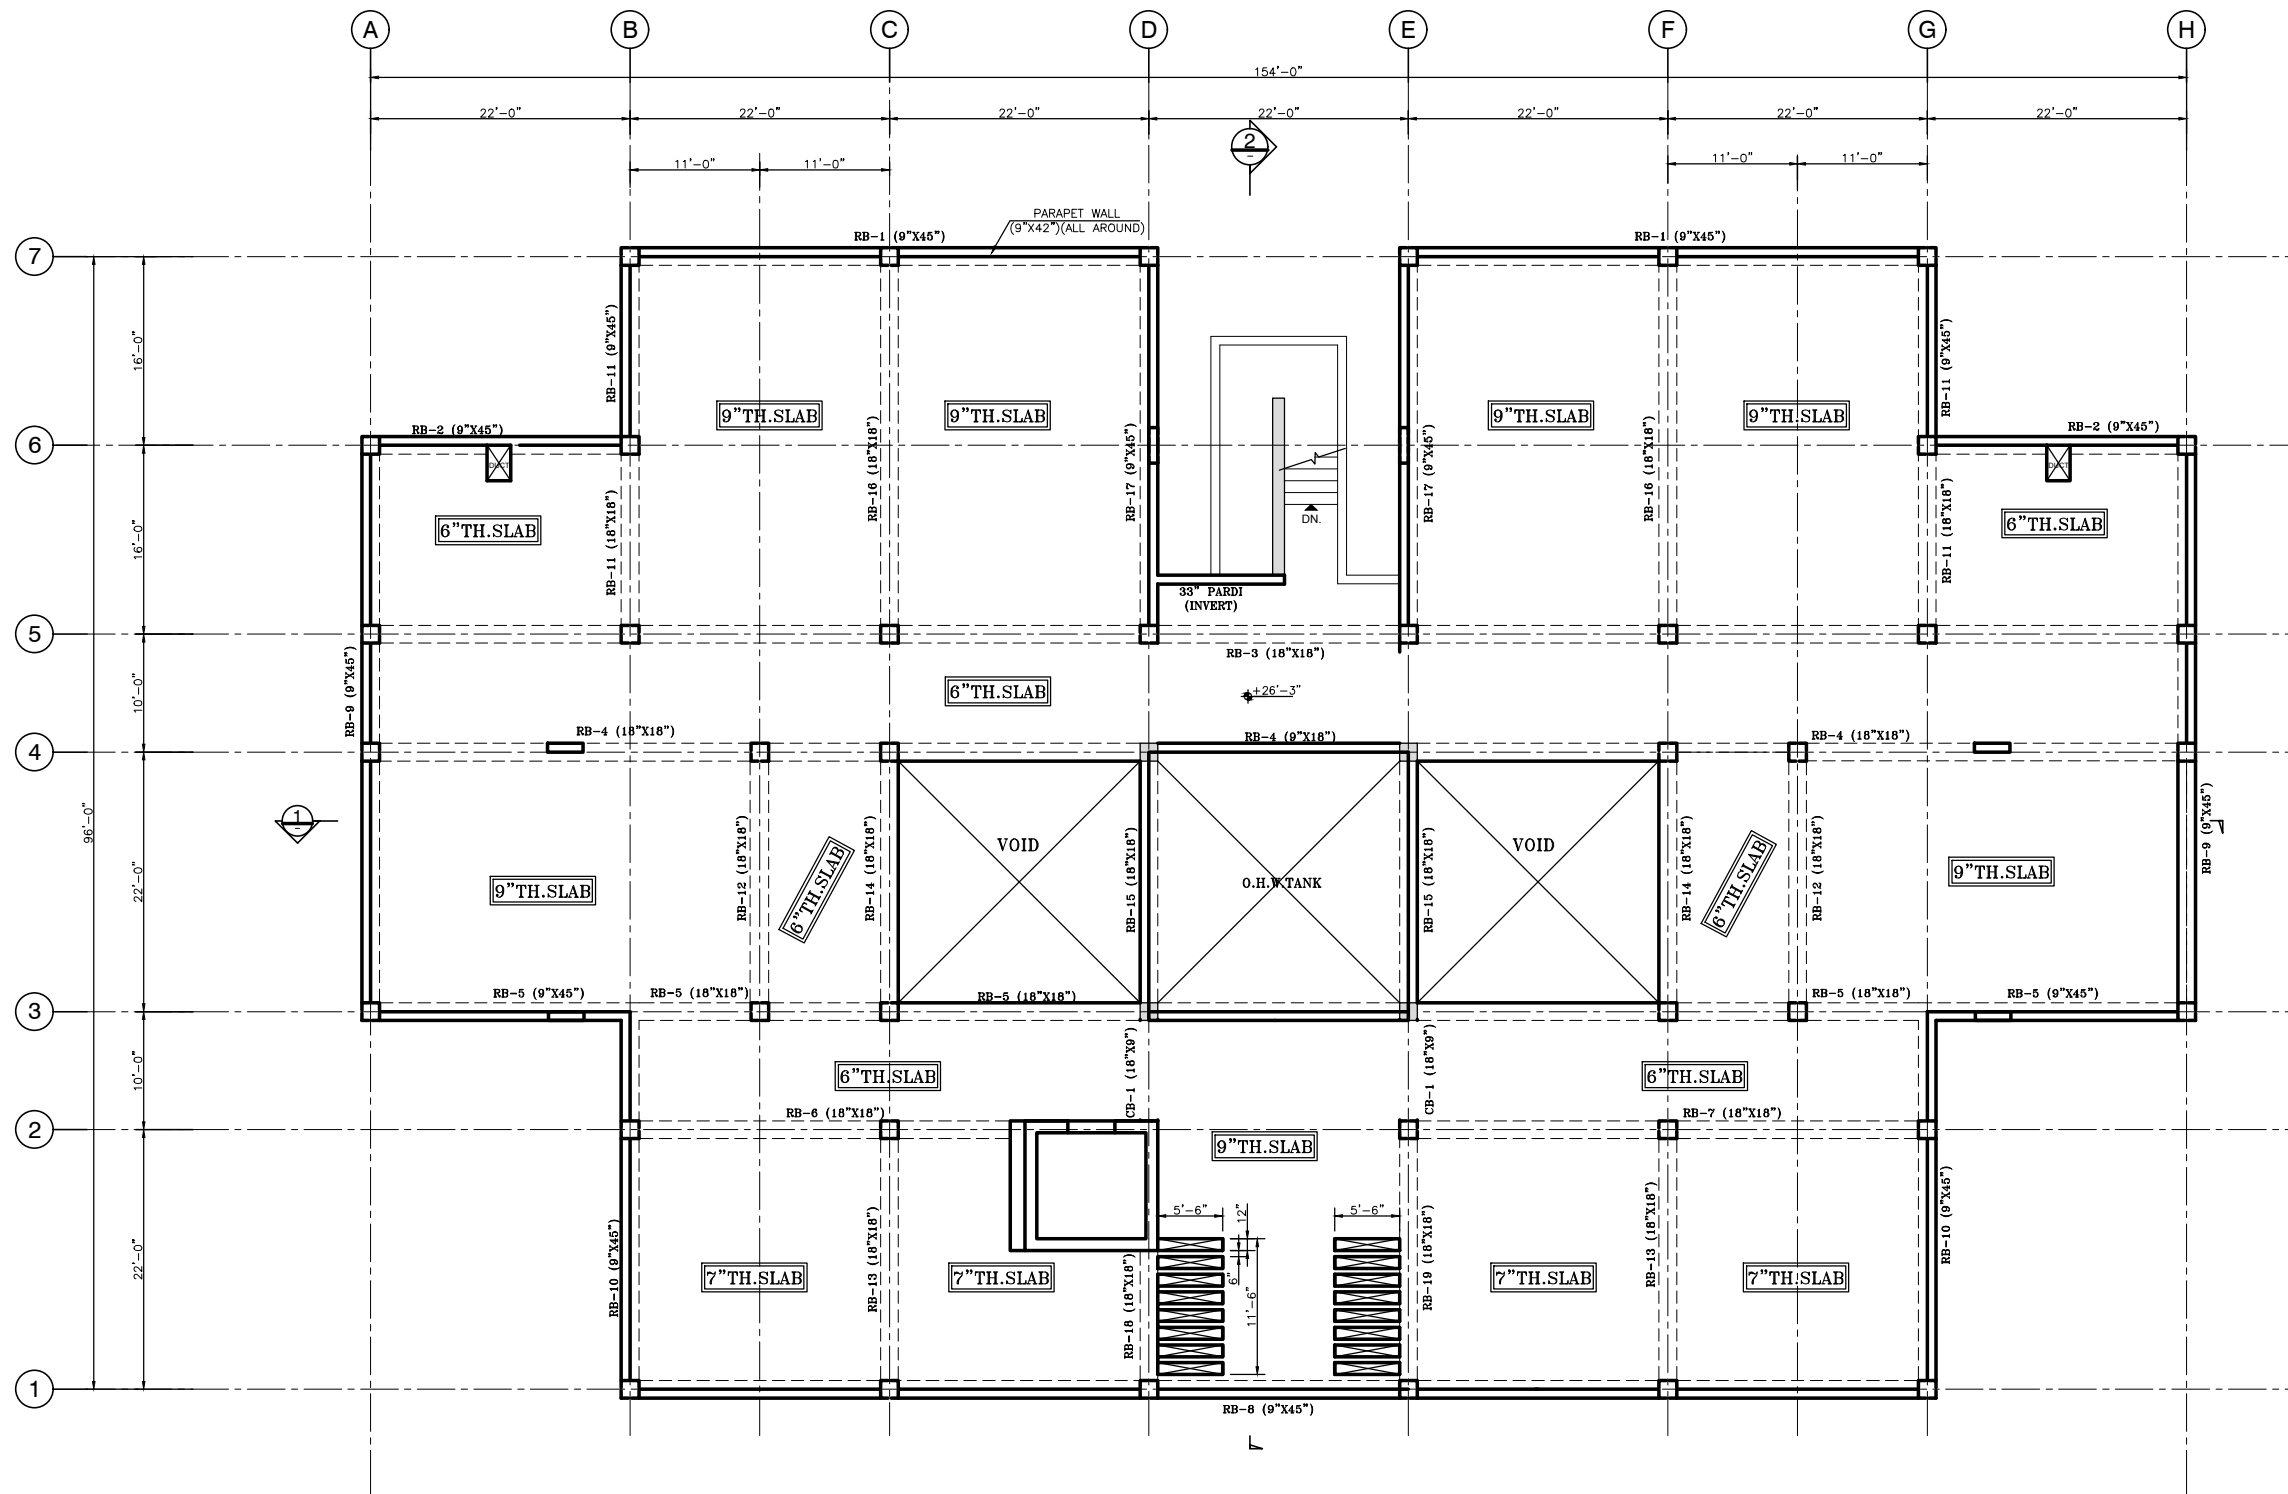 A B C D E F G H
154'-0"
22'-0" 22'-0" 22'-0" 22'-0" 22'-0" 22'-0" 22'-0"
2
-
11'-0" 11'-0" 11'-0" 11'-0"
PARAPET WALL
(9"X42")(ALL AROUND)
RB-1 (9"X45") RB-1 (9"X45")
7
16'-0"
RB-11 (9"X45") RB-11 (9"X45")
9"TH.SLAB 9"TH.SLAB 9"TH.SLAB 9"TH.SLAB
RB-2 (9"X45") RB-2 (9"X45")
6
DUCT DUCT
RB-16 (18"X18") RB-17 (9"X45") RB-17 (9"X45") RB-16 (18"X18")
DN.
6"TH.SLAB 6"TH.SLAB
16'-0"
RB-11 (18"X18") RB-11 (18"X18")
33" PARDI
(INVERT)
5
RB-3 (18"X18")
RB-9 (9"X45")
10'-0"
6"TH.SLAB
+26'-3"
RB-4 (18"X18") RB-4 (9"X18") RB-4 (18"X18")
4
96'-0"
1
-
VOID VOID
RB-9 (9"X45")
22'-0"
RB-12 (18"X18") 6"TH.SLAB RB-14 (18"X18") RB-15 (18"X18") O.H.W.TANK RB-15 (18"X18") RB-14 (18"X18") 6"TH.SLAB RB-12 (18"X18")
9"TH.SLAB 9"TH.SLAB
RB-5 (9"X45") RB-5 (18"X18") RB-5 (18"X18") RB-5 (18"X18") RB-5 (9"X45")
3
10'-0"
6"TH.SLAB CB-1 (18"X9") CB-1 (18"X9") 6"TH.SLAB
RB-6 (18"X18") RB-7 (18"X18")
2
9"TH.SLAB
5'-6" 12" 5'-6"
RB-10 (9"X45") RB-13 (18"X18") RB-19 (18"X18") RB-13 (18"X18") RB-10 (9"X45")
22'-0"
7"TH.SLAB 7"TH.SLAB 6" 7"TH.SLAB 7"TH.SLAB
RB-18 (18"X18") 11'-6"
1
RB-8 (9"X45")